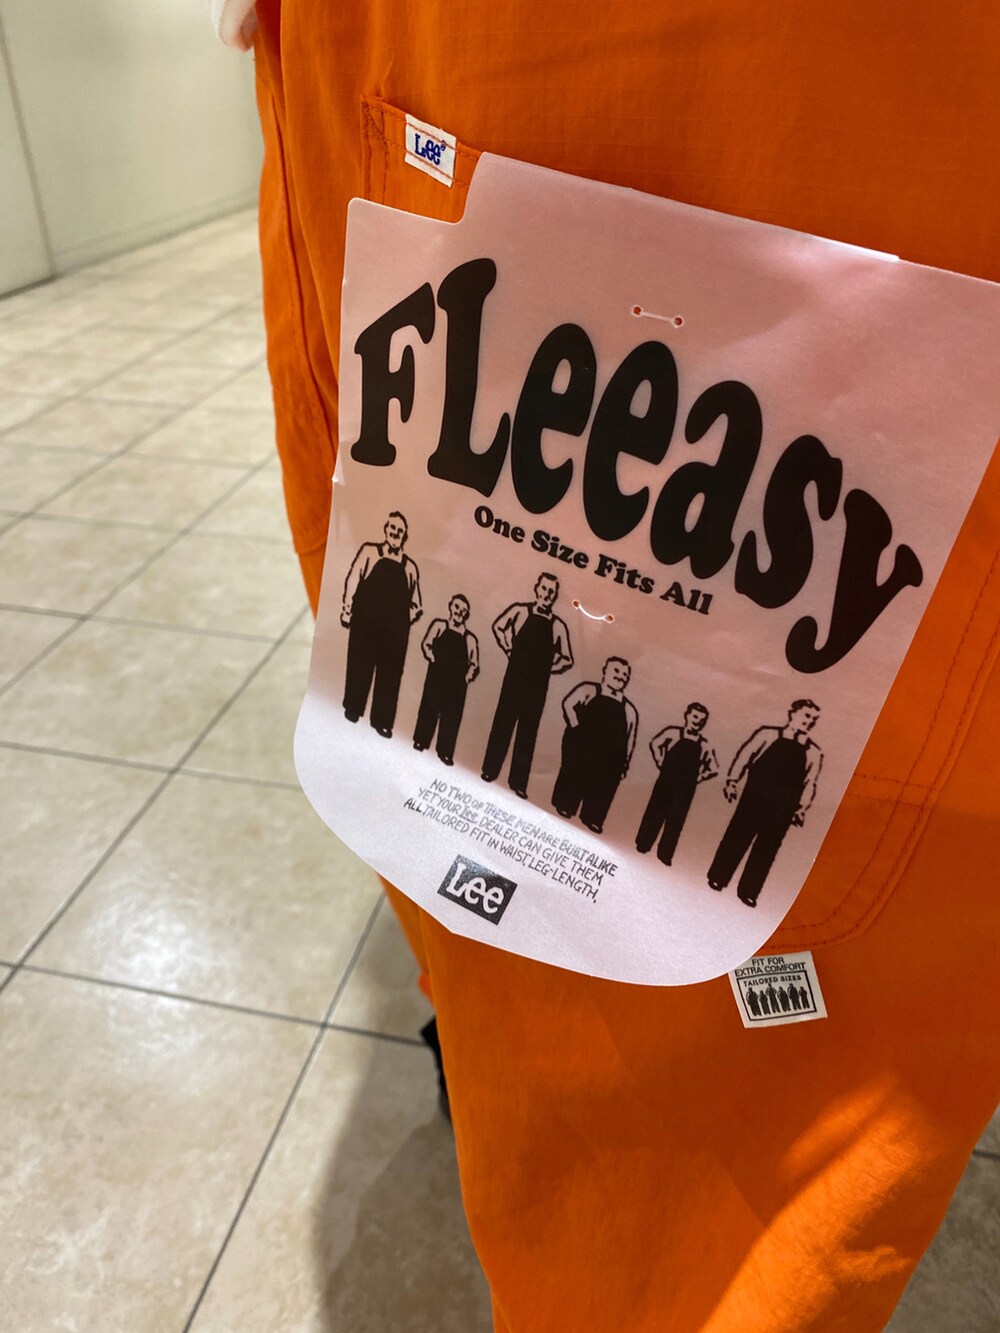 Lee®
FLeeasy
One Size Fits All
NO TWO OF THESE MEN ARE BUILT ALIKE
YET YOUR Lee DEALER CAN GIVE THEM
ALL TAILORED FIT IN WAIST, LEG-LENGTH,
Lee
FIT FOR
EXTRA COMFORT
TAILORED SIZES